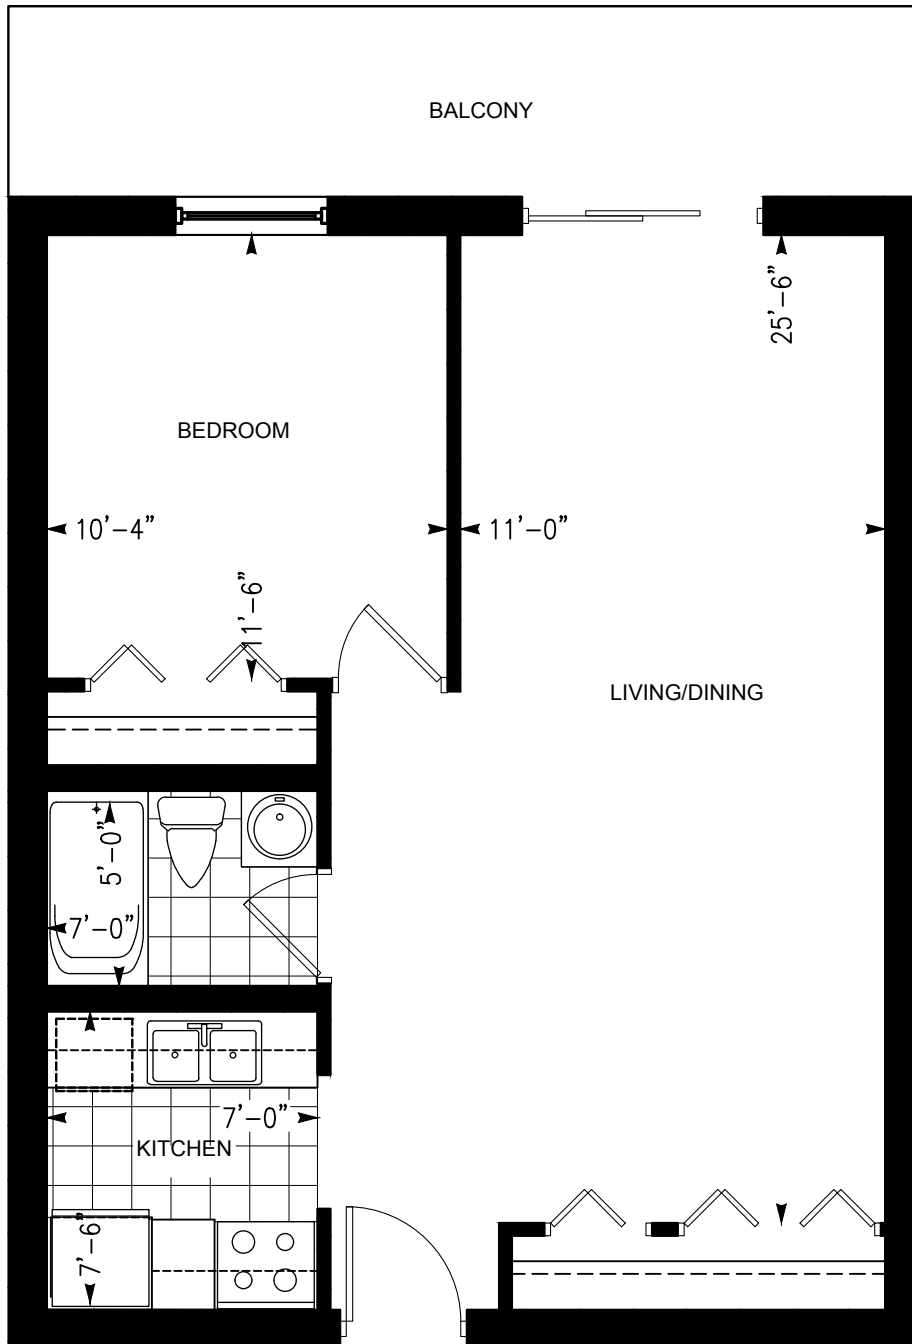 BALCONY
25’-6”
BEDROOM
10’-4”
11’-0”
11’-6”
LIVING/DINING
5’-0”
7’-0”
7’-0”
KITCHEN
7’-6”